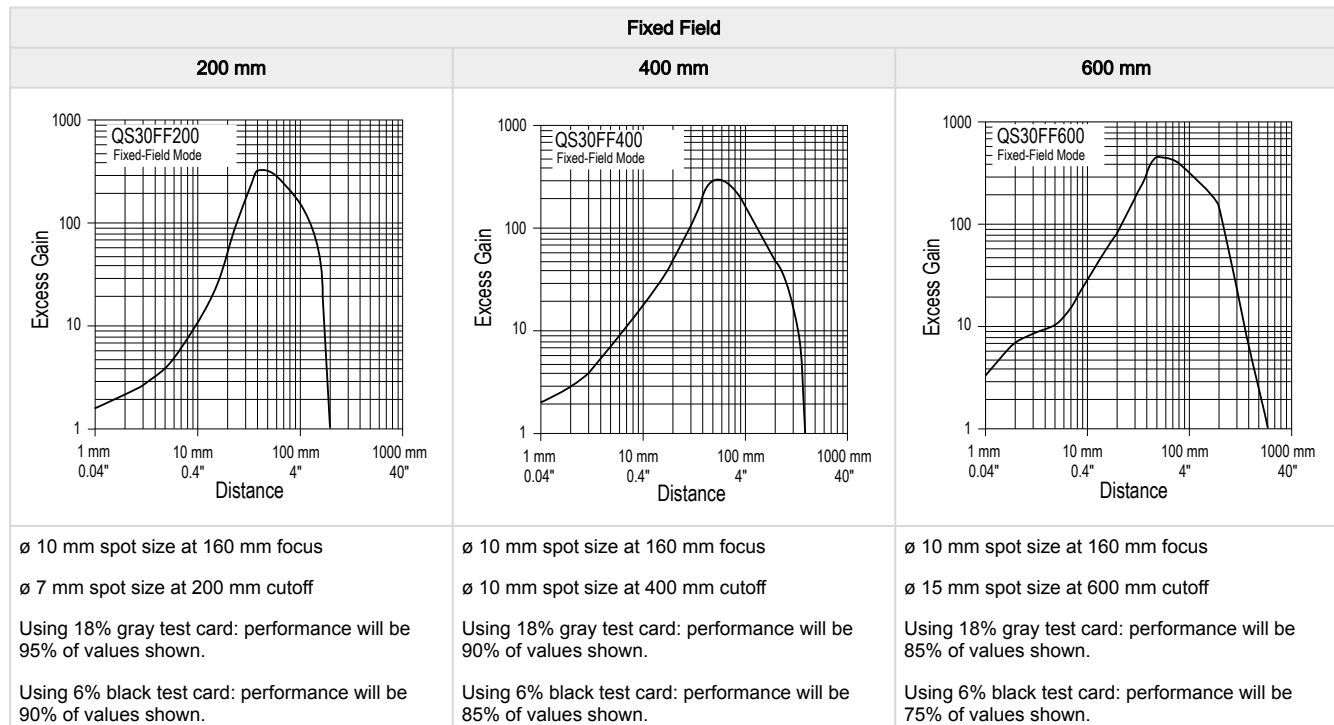 Fixed Field
200 mm
400 mm
600 mm
QS30FF200
Fixed-Field Mode
1000
100
10
1
Excess Gain
1 mm
0.04"
10 mm
0.4"
100 mm
4"
1000 mm
40"
Distance
QS30FF400
Fixed-Field Mode
1000
100
10
1
Excess Gain
1 mm
0.04"
10 mm
0.4"
100 mm
4"
1000 mm
40"
Distance
QS30FF600
Fixed-Field Mode
1000
100
10
1
Excess Gain
1 mm
0.04"
10 mm
0.4"
100 mm
4"
1000 mm
40"
Distance
ø 10 mm spot size at 160 mm focus
ø 7 mm spot size at 200 mm cutoff
Using 18% gray test card: performance will be
95% of values shown.
Using 6% black test card: performance will be
90% of values shown.
ø 10 mm spot size at 160 mm focus
ø 10 mm spot size at 400 mm cutoff
Using 18% gray test card: performance will be
90% of values shown.
Using 6% black test card: performance will be
85% of values shown.
ø 10 mm spot size at 160 mm focus
ø 15 mm spot size at 600 mm cutoff
Using 18% gray test card: performance will be
85% of values shown.
Using 6% black test card: performance will be
75% of values shown.